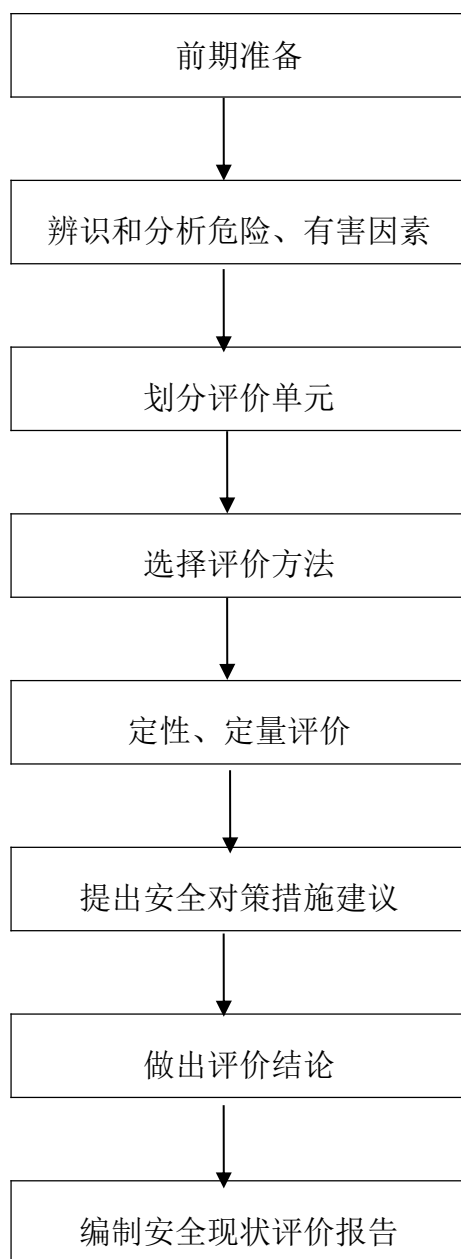 前期准备
辨识和分析危险、有害因素
划分评价单元
选择评价方法
定性、定量评价
提出安全对策措施建议
做出评价结论
编制安全现状评价报告